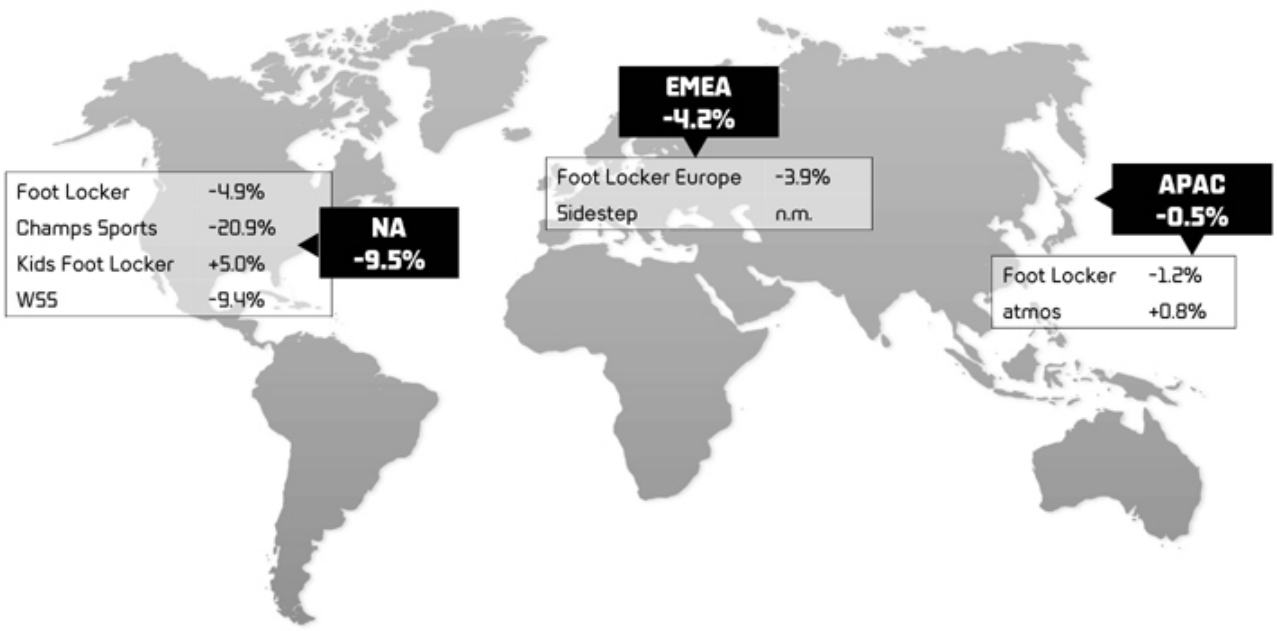 EMEA
-4.2%
Foot Locker Europe -3.9%
Sidestep n.m.
Foot Locker -4.9%
Champs Sports -20.9%
Kids Foot Locker +5.0%
WSS -9.4%
NA
-9.5%
APAC
-0.5%
Foot Locker -1.2%
atmos +0.8%